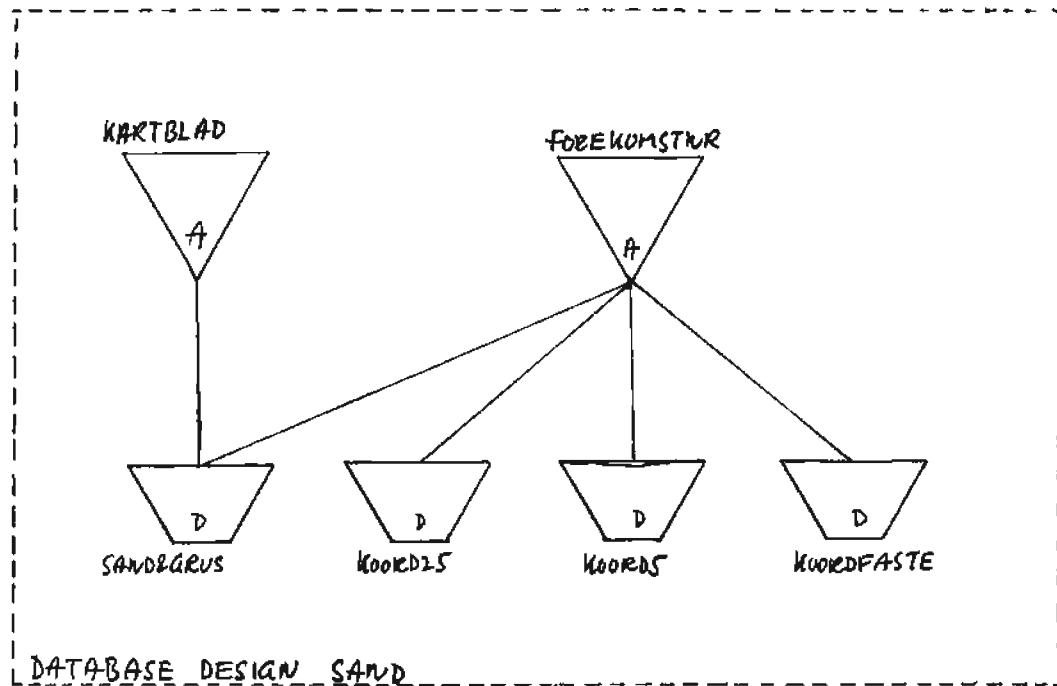 KARTBLAD
FOREKOMSTNR
A
A
D
D
D
D
SAND&GRUS
KOORD25
KOORD5
KOORDFASTE
DATABASE DESIGN SAND